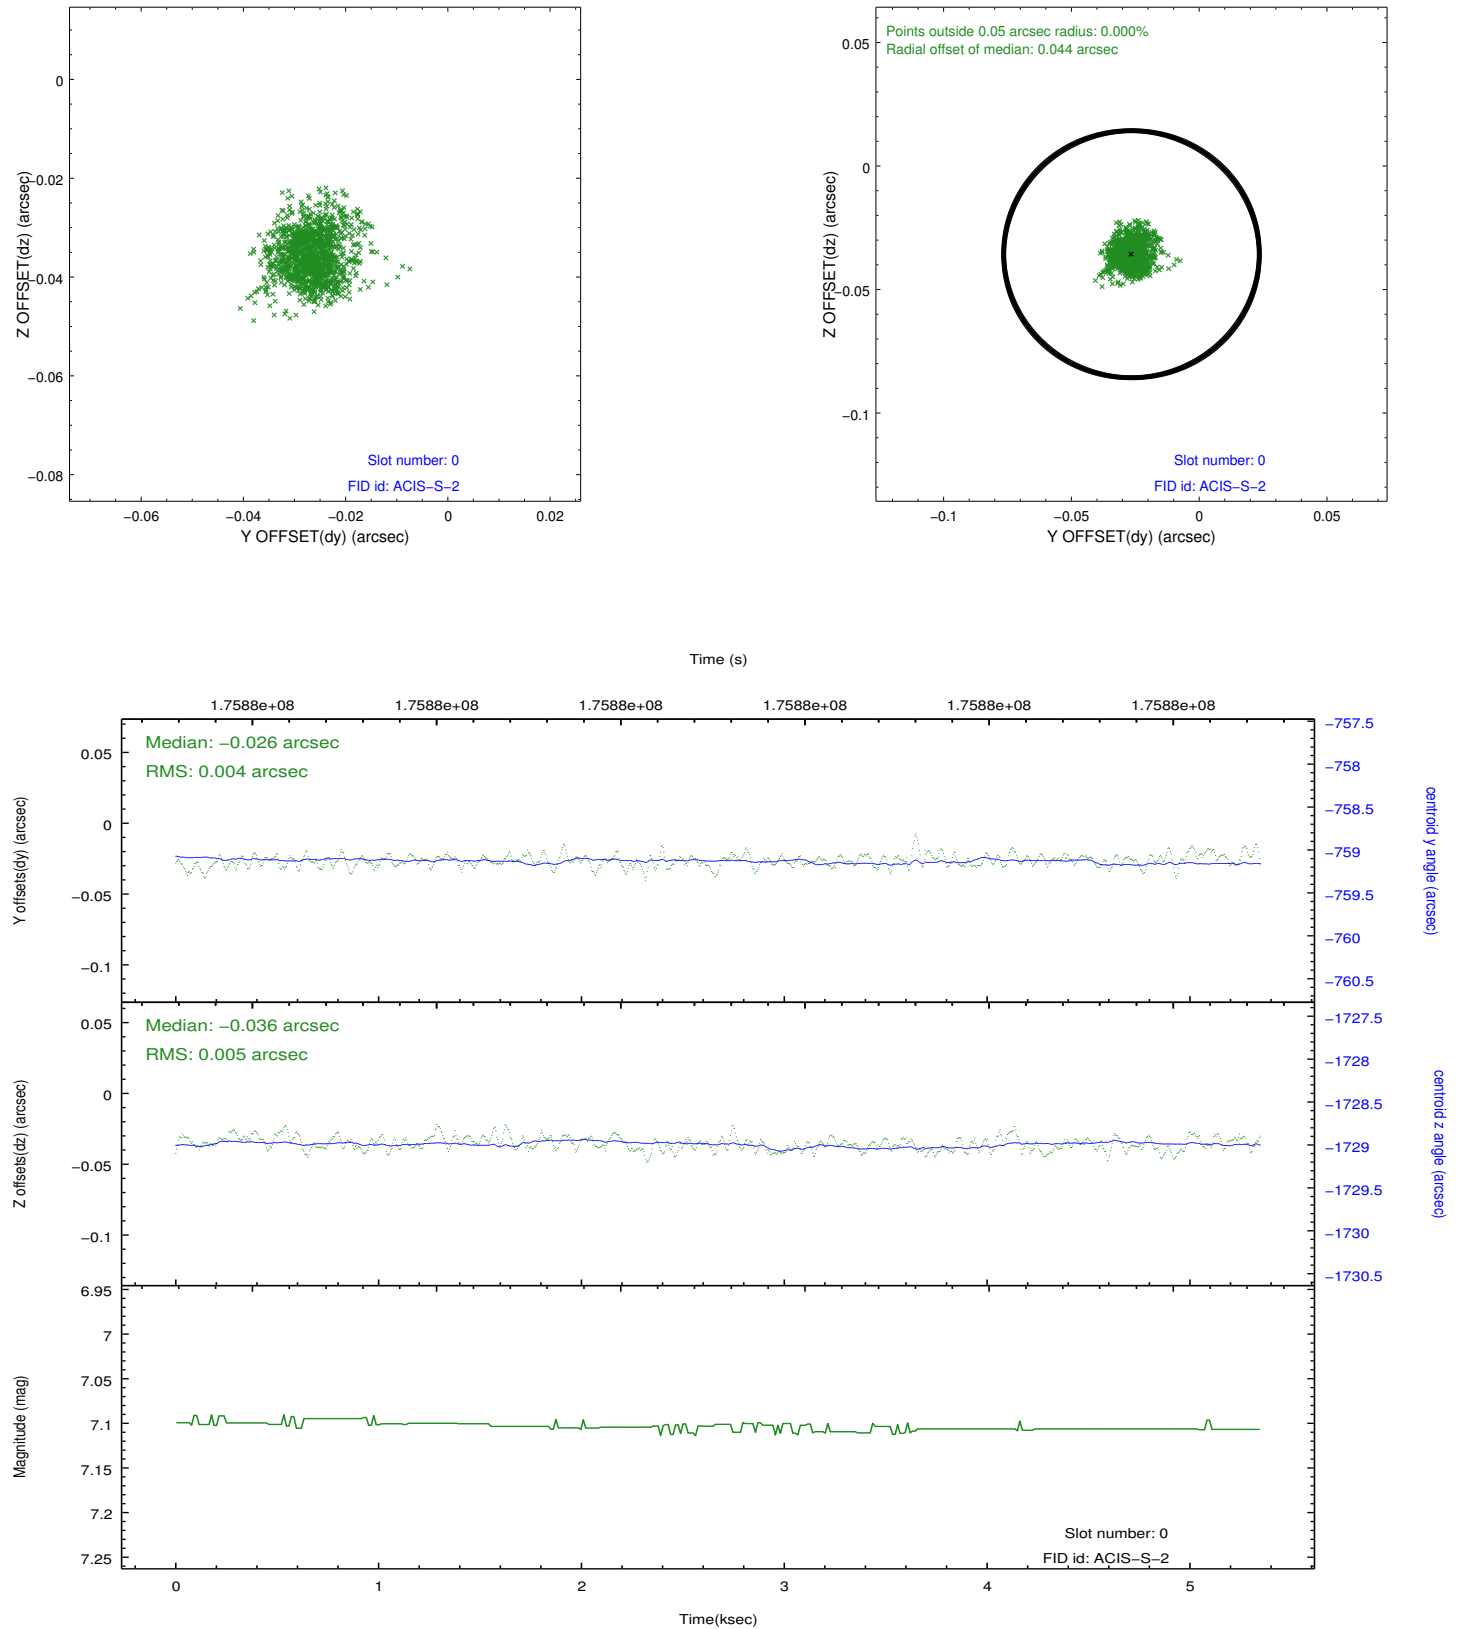 0
−0.02
−0.04
−0.06
−0.08
Z OFFSET(dz) (arcsec)
Slot number: 0
FID id: ACIS−S−2
−0.06
−0.04
−0.02
0
0.02
Y OFFSET(dy) (arcsec)
Points outside 0.05 arcsec radius: 0.000%
Radial offset of median: 0.044 arcsec
0.05
0
−0.05
−0.1
Z OFFSET(dz) (arcsec)
Slot number: 0
FID id: ACIS−S−2
−0.1
−0.05
0
0.05
Y OFFSET(dy) (arcsec)
Time (s)
1.7588e+08
1.7588e+08
1.7588e+08
1.7588e+08
1.7588e+08
1.7588e+08
Median: −0.026 arcsec
RMS: 0.004 arcsec
0.05
0
−0.05
−0.1
Y offsets(dy) (arcsec)
−757.5
−758
−758.5
−759
−759.5
−760
−760.5
centroid y angle (arcsec)
Median: −0.036 arcsec
RMS: 0.005 arcsec
0.05
0
−0.05
−0.1
Z offsets(dz) (arcsec)
−1727.5
−1728
−1728.5
−1729
−1729.5
−1730
−1730.5
centroid z angle (arcsec)
6.95
7
7.05
7.1
7.15
7.2
7.25
Magnitude (mag)
Slot number: 0
FID id: ACIS−S−2
0
1
2
3
4
5
Time(ksec)